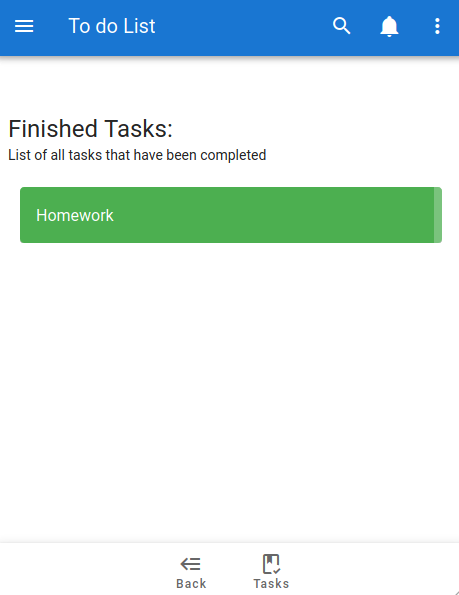 To do List
Finished Tasks:
List of all tasks that have been completed
Homework
Back
Tasks